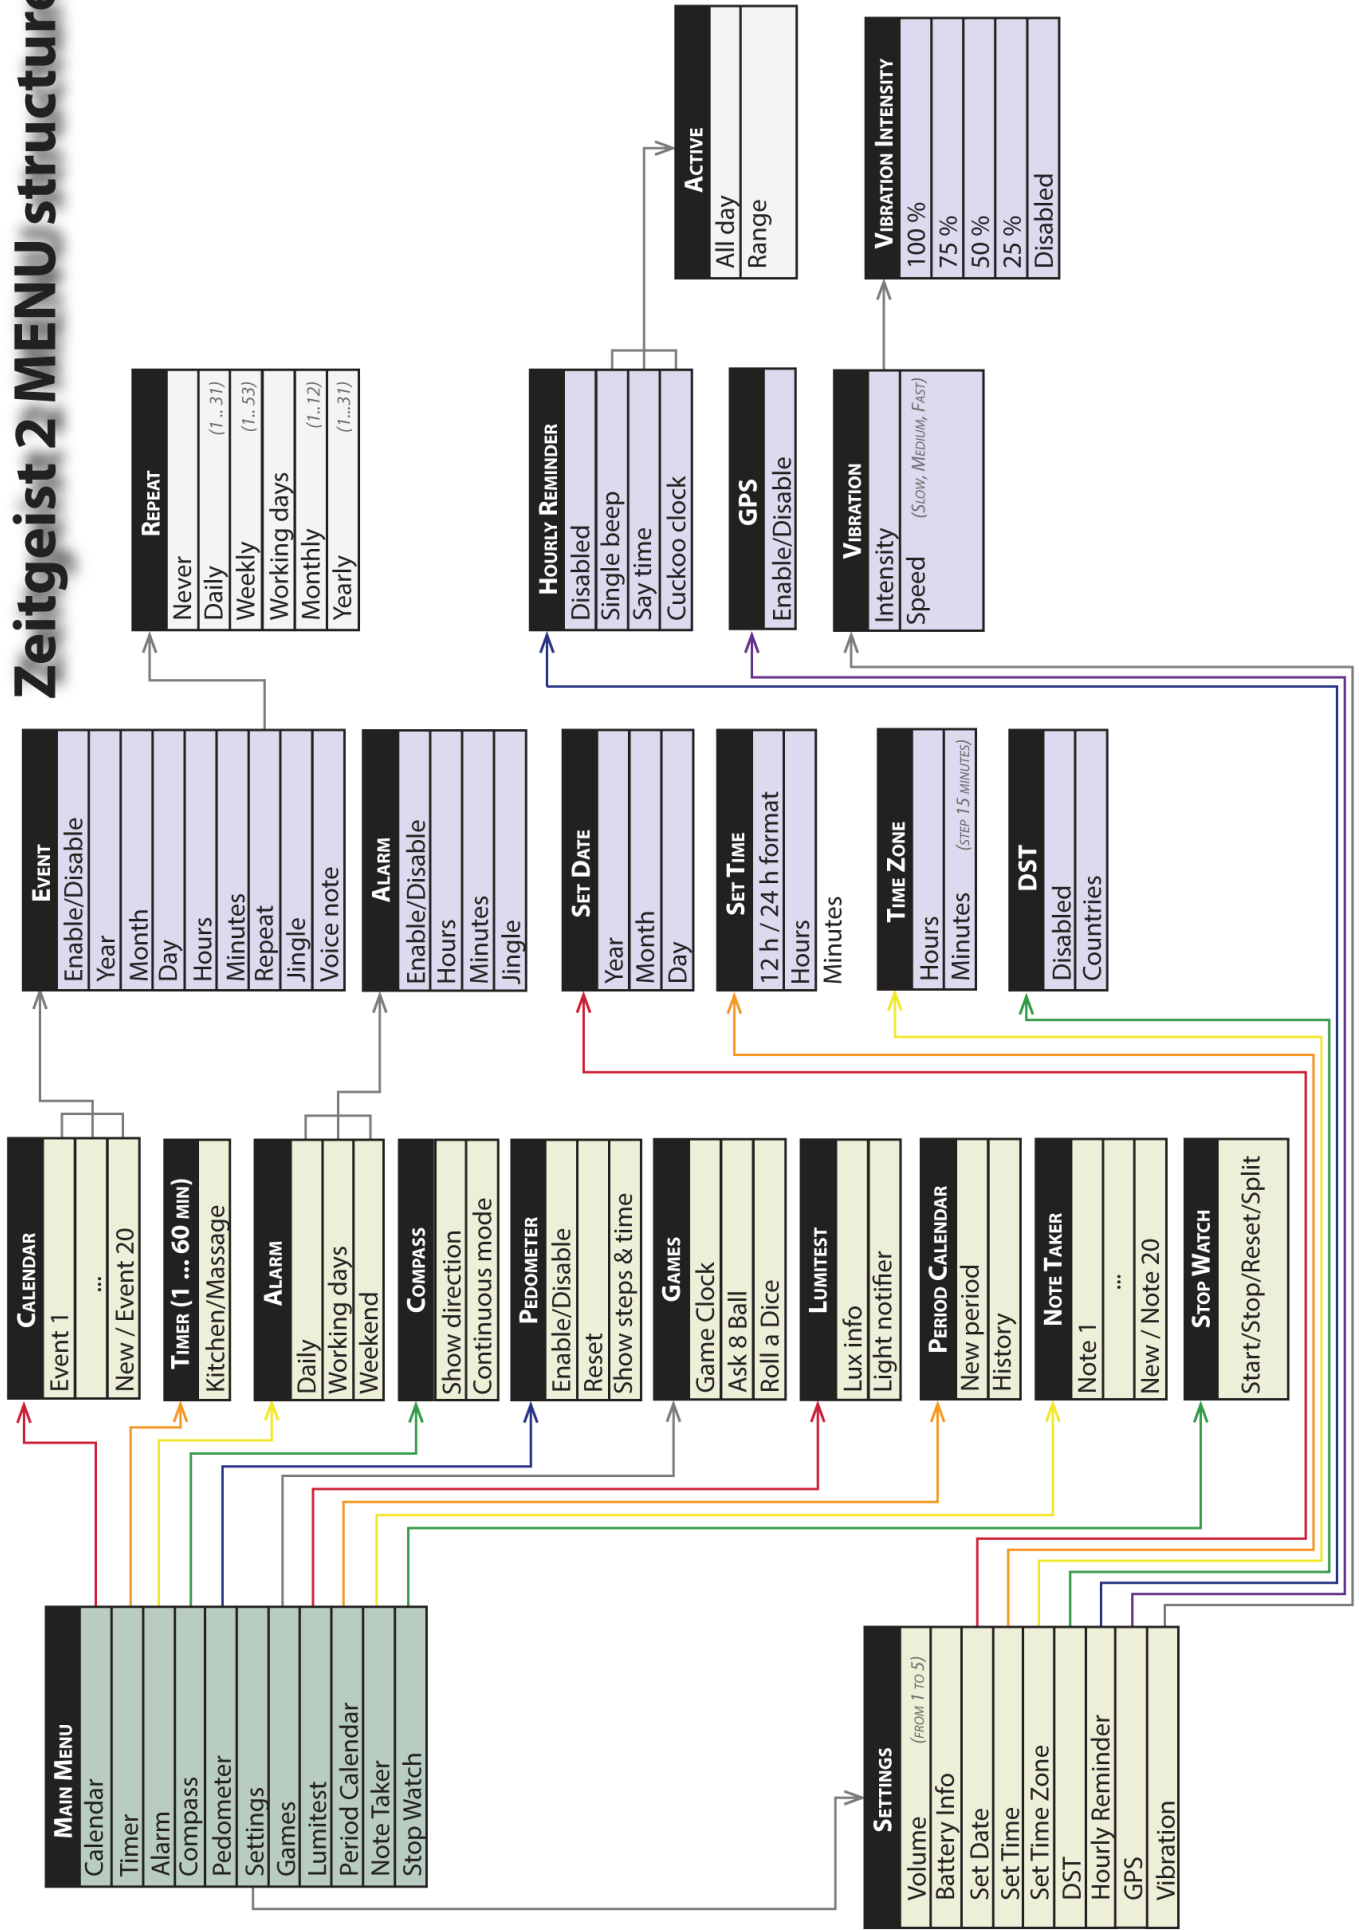 Zeitgeist 2 MENU structure
MAIN MENU
Calendar
Timer
Alarm
Compass
Pedometer
Settings
Games
Lumitest
Period Calendar
Note Taker
Stop Watch
SETTINGS
Volume (FROM 1 TO 5)
Battery Info
Set Date
Set Time
Set Time Zone
DST
Hourly Reminder
GPS
Vibration
CALENDAR
Event 1
...
New / Event 20
TIMER (1 ... 60 MIN)
Kitchen/Massage
ALARM
Daily
Working days
Weekend
COMPASS
Show direction
Continuous mode
PEDOMETER
Enable/Disable
Reset
Show steps & time
GAMES
Game Clock
Ask 8 Ball
Roll a Dice
LUMITEST
Lux info
Light notifier
PERIOD CALENDAR
New period
History
NOTE TAKER
Note 1
...
New / Note 20
STOP WATCH
Start/Stop/Reset/Split
EVENT
Enable/Disable
Year
Month
Day
Hours
Minutes
Repeat
Jingle
Voice note
ALARM
Enable/Disable
Hours
Minutes
Jingle
SET DATE
Year
Month
Day
SET TIME
12 h / 24 h format
Hours
Minutes
TIME ZONE
Hours
Minutes (STEP 15 MINUTES)
DST
Disabled
Countries
REPEAT
Never
Daily (1.. 31)
Weekly (1.. 53)
Working days
Monthly (1..12)
Yearly (1...31)
HOURLY REMINDER
Disabled
Single beep
Say time
Cuckoo clock
GPS
Enable/Disable
VIBRATION
Intensity
Speed (SLOW, MEDIUM, FAST)
ACTIVE
All day
Range
VIBRATION INTENSITY
100 %
75 %
50 %
25 %
Disabled